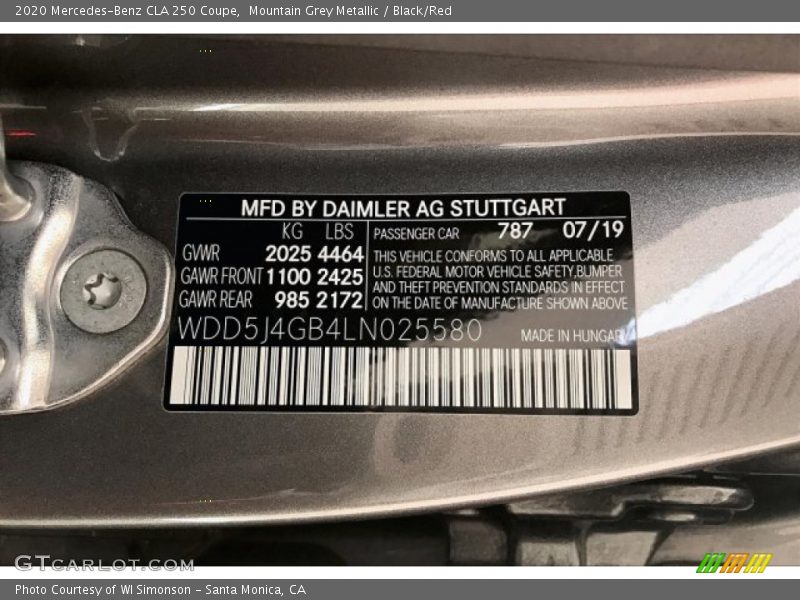 2020 Mercedes-Benz CLA 250 Coupe,  Mountain Grey Metallic / Black/Red
MFD BY DAIMLER AG STUTTGART
KG LBS
GWR 2025 4464
GAWR FRONT 1100 2425
GAWR REAR 985 2172
PASSENGER CAR 787 07/19
THIS VEHICLE CONFORMS TO ALL APPLICABLE
U.S. FEDERAL MOTOR VEHICLE SAFETY,BUMPER
AND THEFT PREVENTION STANDARDS IN EFFECT
ON THE DATE OF MANUFACTURE SHOWN ABOVE
WDD5J4GB4LN025580
MADE IN HUNGARY
GTCARLOT.COM
Photo Courtesy of WI Simonson - Santa Monica, CA